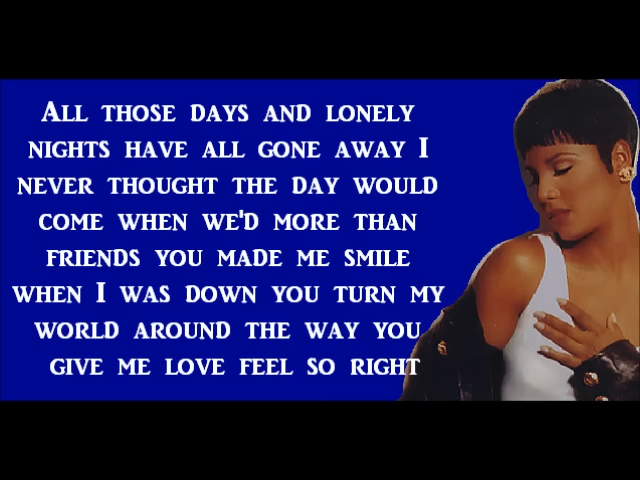 All those days and lonely
nights have all gone away I
never thought the day would
come when we'd more than
friends you made me smile
when I was down you turn my
world around the way you
give me love feel so right